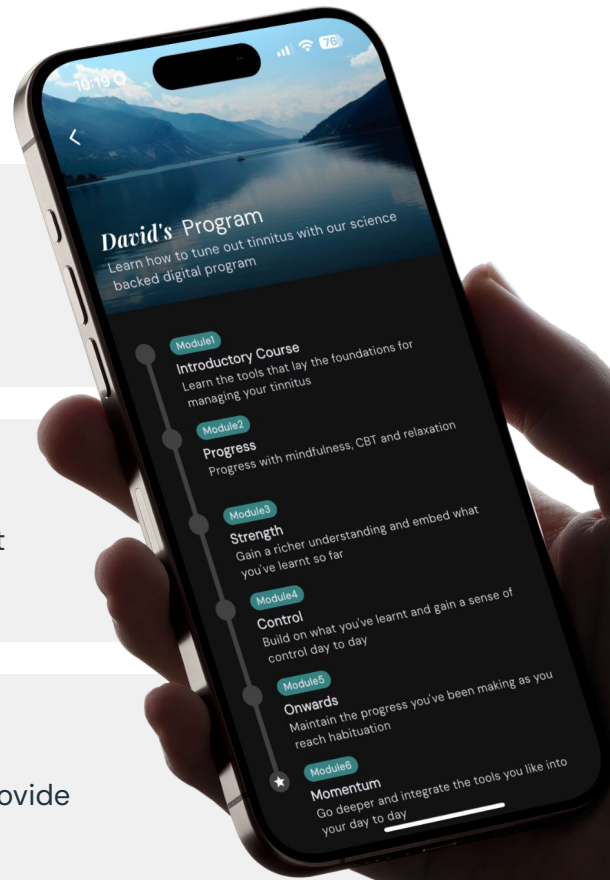 10:19
76
David's Program
Learn how to tune out tinnitus with our science
backed digital program
Module1
Introductory Course
Learn the tools that lay the foundations for
managing your tinnitus
Module2
Progress
Progress with mindfulness, CBT and relaxation
Module3
Strength
Gain a richer understanding and embed what
you've learnt so far
Module4
Control
Build on what you've learnt and gain a sense of
control day to day
Module5
Onwards
Maintain the progress you've been making as you
reach habituation
Module6
Momentum
Go deeper and integrate the tools you like into
your day to day